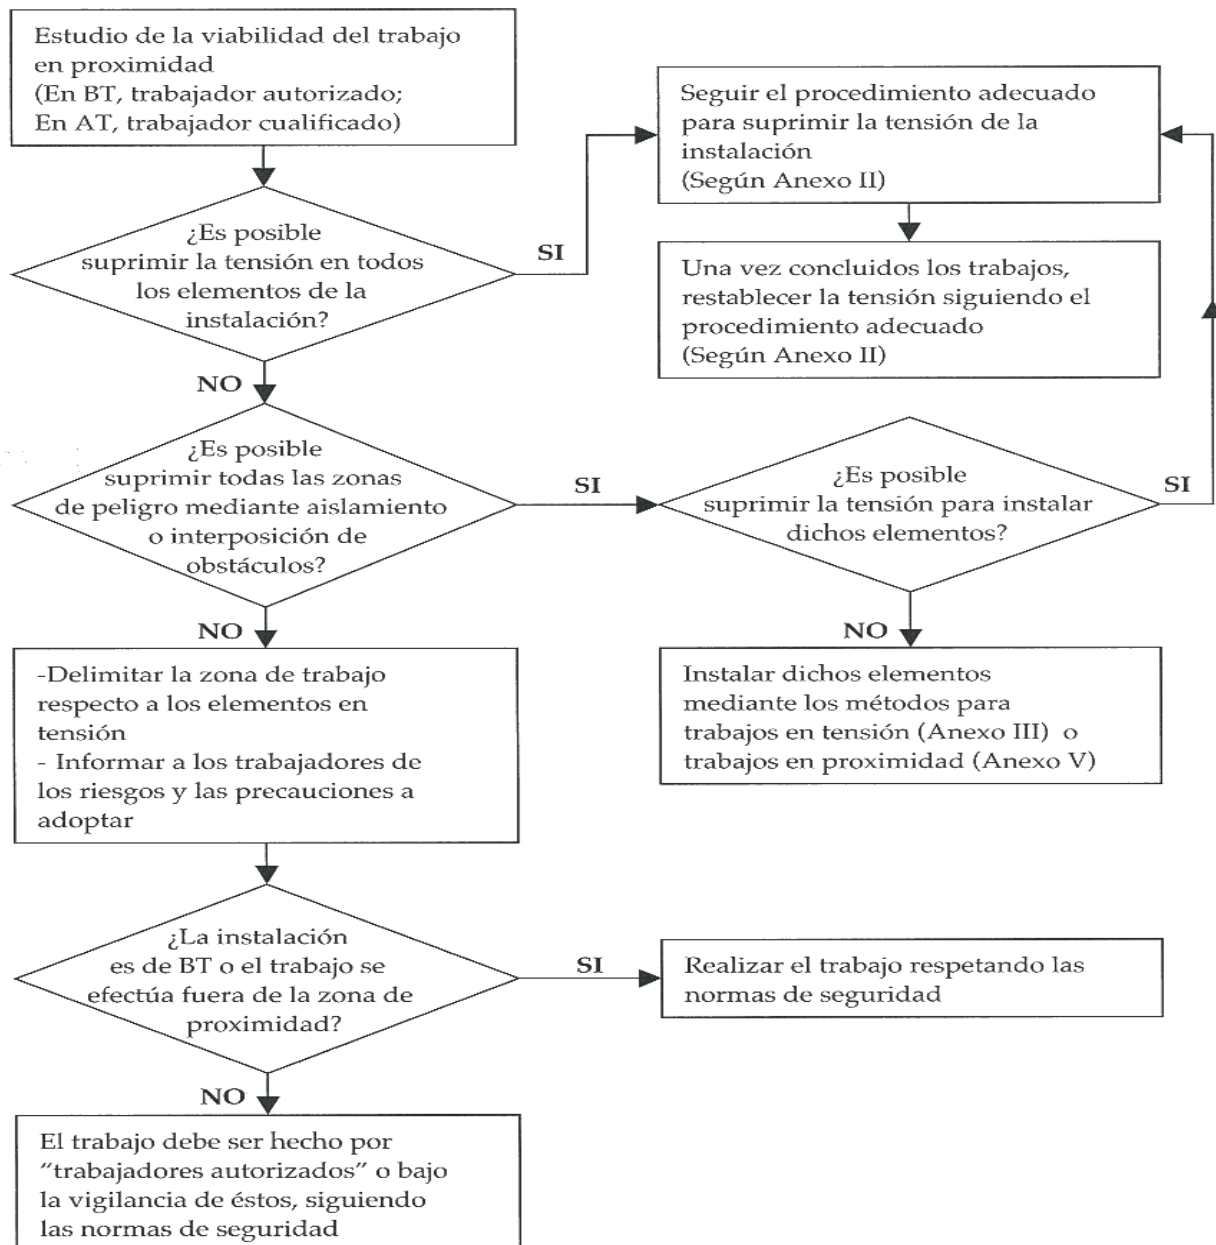 Estudio de la viabilidad del trabajo
en proximidad
(En BT, trabajador autorizado;
En AT, trabajador cualificado)
Seguir el procedimiento adecuado
para suprimir la tensión de la
instalación
(Según Anexo II)
¿Es posible
suprimir la tensión en todos
los elementos de la
instalación?
SI
Una vez concluidos los trabajos,
restablecer la tensión siguiendo el
procedimiento adecuado
(Según Anexo II)
NO
¿Es posible
suprimir todas las zonas
de peligro mediante aislamiento
o interposición de
obstáculos?
SI
¿Es posible
suprimir la tensión para instalar
dichos elementos?
SI
NO
NO
-Delimitar la zona de trabajo
respecto a los elementos en
tensión
- Informar a los trabajadores de
los riesgos y las precauciones a
adoptar
Instalar dichos elementos
mediante los métodos para
trabajos en tensión (Anexo III) o
trabajos en proximidad (Anexo V)
¿La instalación
es de BT o el trabajo se
efectúa fuera de la zona de
proximidad?
SI
Realizar el trabajo respetando las
normas de seguridad
NO
El trabajo debe ser hecho por
"trabajadores autorizados" o bajo
la vigilancia de éstos, siguiendo
las normas de seguridad